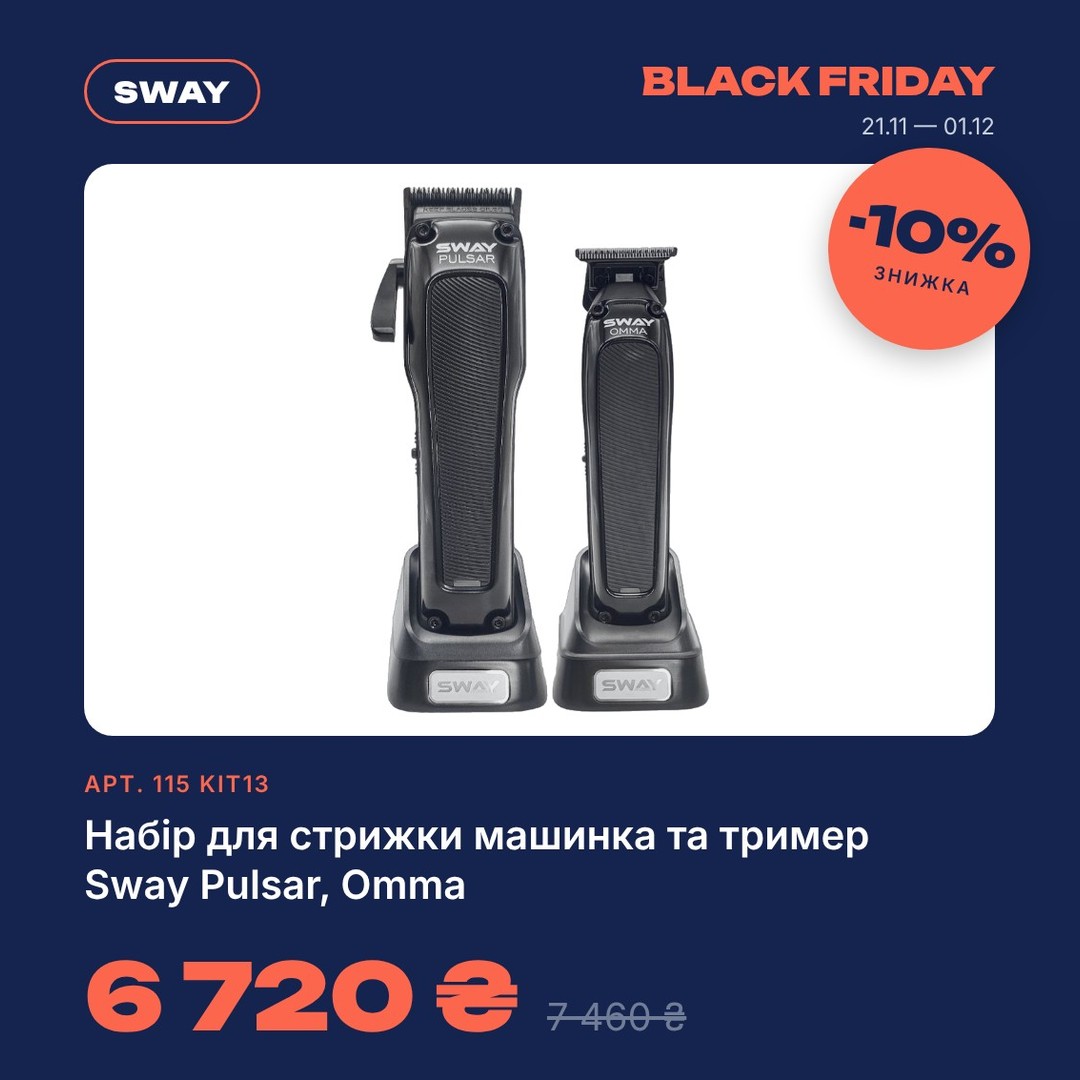 SWAY
BLACK FRIDAY
21.11 — 01.12
-10%
ЗНИЖКА
SWAY
PULSAR
SWAY
OMMA
SWAY
SWAY
АРТ. 115 KIT13
Набір для стрижки машинка та тример
Sway Pulsar, Omma
6 720 ₴
7 460 ₴